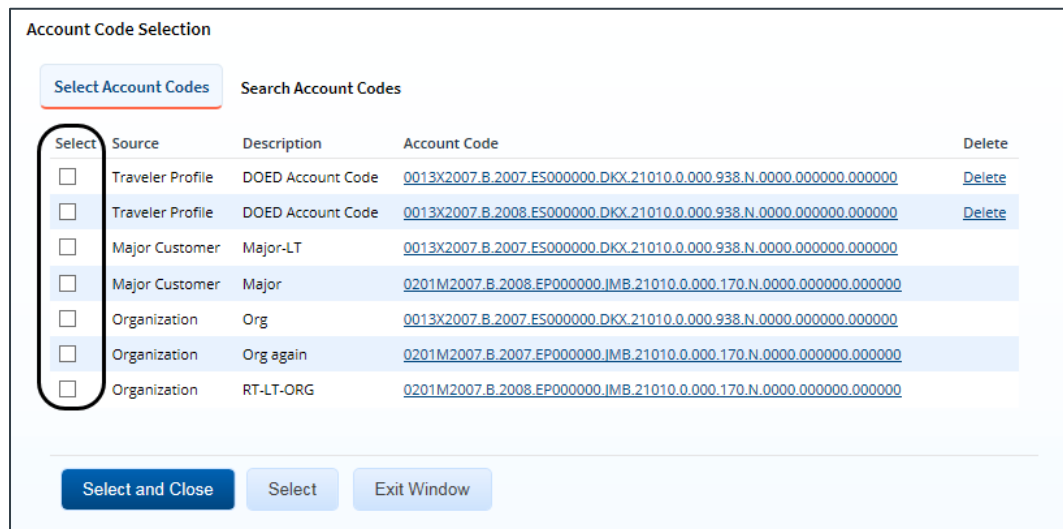 Account Code Selection
Select Account Codes Search Account Codes
Select Source Description Account Code Delete
Traveler Profile DOED Account Code 0013X2007.B.2007.ES000000.DKX.21010.0.000.938.N.0000.000000.000000 Delete
Traveler Profile DOED Account Code 0013X2007.B.2008.ES000000.DKX.21010.0.000.938.N.0000.000000.000000 Delete
Major Customer Major-LT 0013X2007.B.2007.ES000000.DKX.21010.0.000.938.N.0000.000000.000000
Major Customer Major 0201M2007.B.2008.EP000000.JMB.21010.0.000.170.N.0000.000000.000000
Organization Org 0013X2007.B.2007.ES000000.DKX.21010.0.000.938.N.0000.000000.000000
Organization Org again 0201M2007.B.2007.EP000000.JMB.21010.0.000.170.N.0000.000000.000000
Organization RT-LT-ORG 0201M2007.B.2008.EP000000.JMB.21010.0.000.170.N.0000.000000.000000
Select and Close Select Exit Window